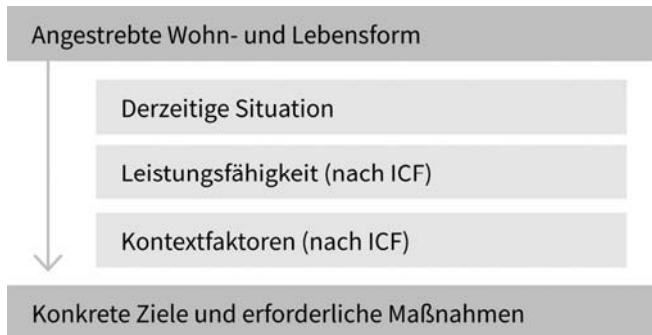 Angestrebte Wohn- und Lebensform
Derzeitige Situation
Leistungsfähigkeit (nach ICF)
Kontextfaktoren (nach ICF)
Konkrete Ziele und erforderliche Maßnahmen